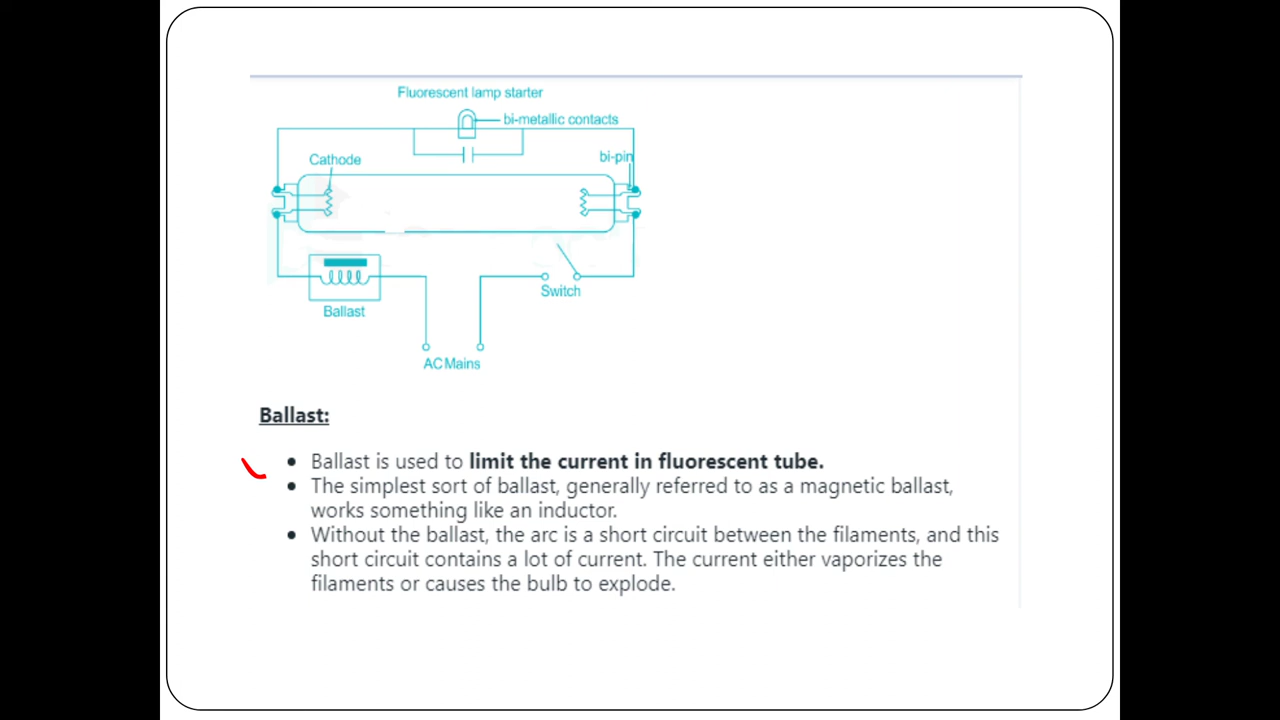 Fluorescent lamp starter
bi-metallic contacts
Cathode
bi-pin
Switch
Ballast
AC Mains
Ballast:
• Ballast is used to limit the current in fluorescent tube.
• The simplest sort of ballast, generally referred to as a magnetic ballast,
works something like an inductor.
• Without the ballast, the arc is a short circuit between the filaments, and this
short circuit contains a lot of current. The current either vaporizes the
filaments or causes the bulb to explode.